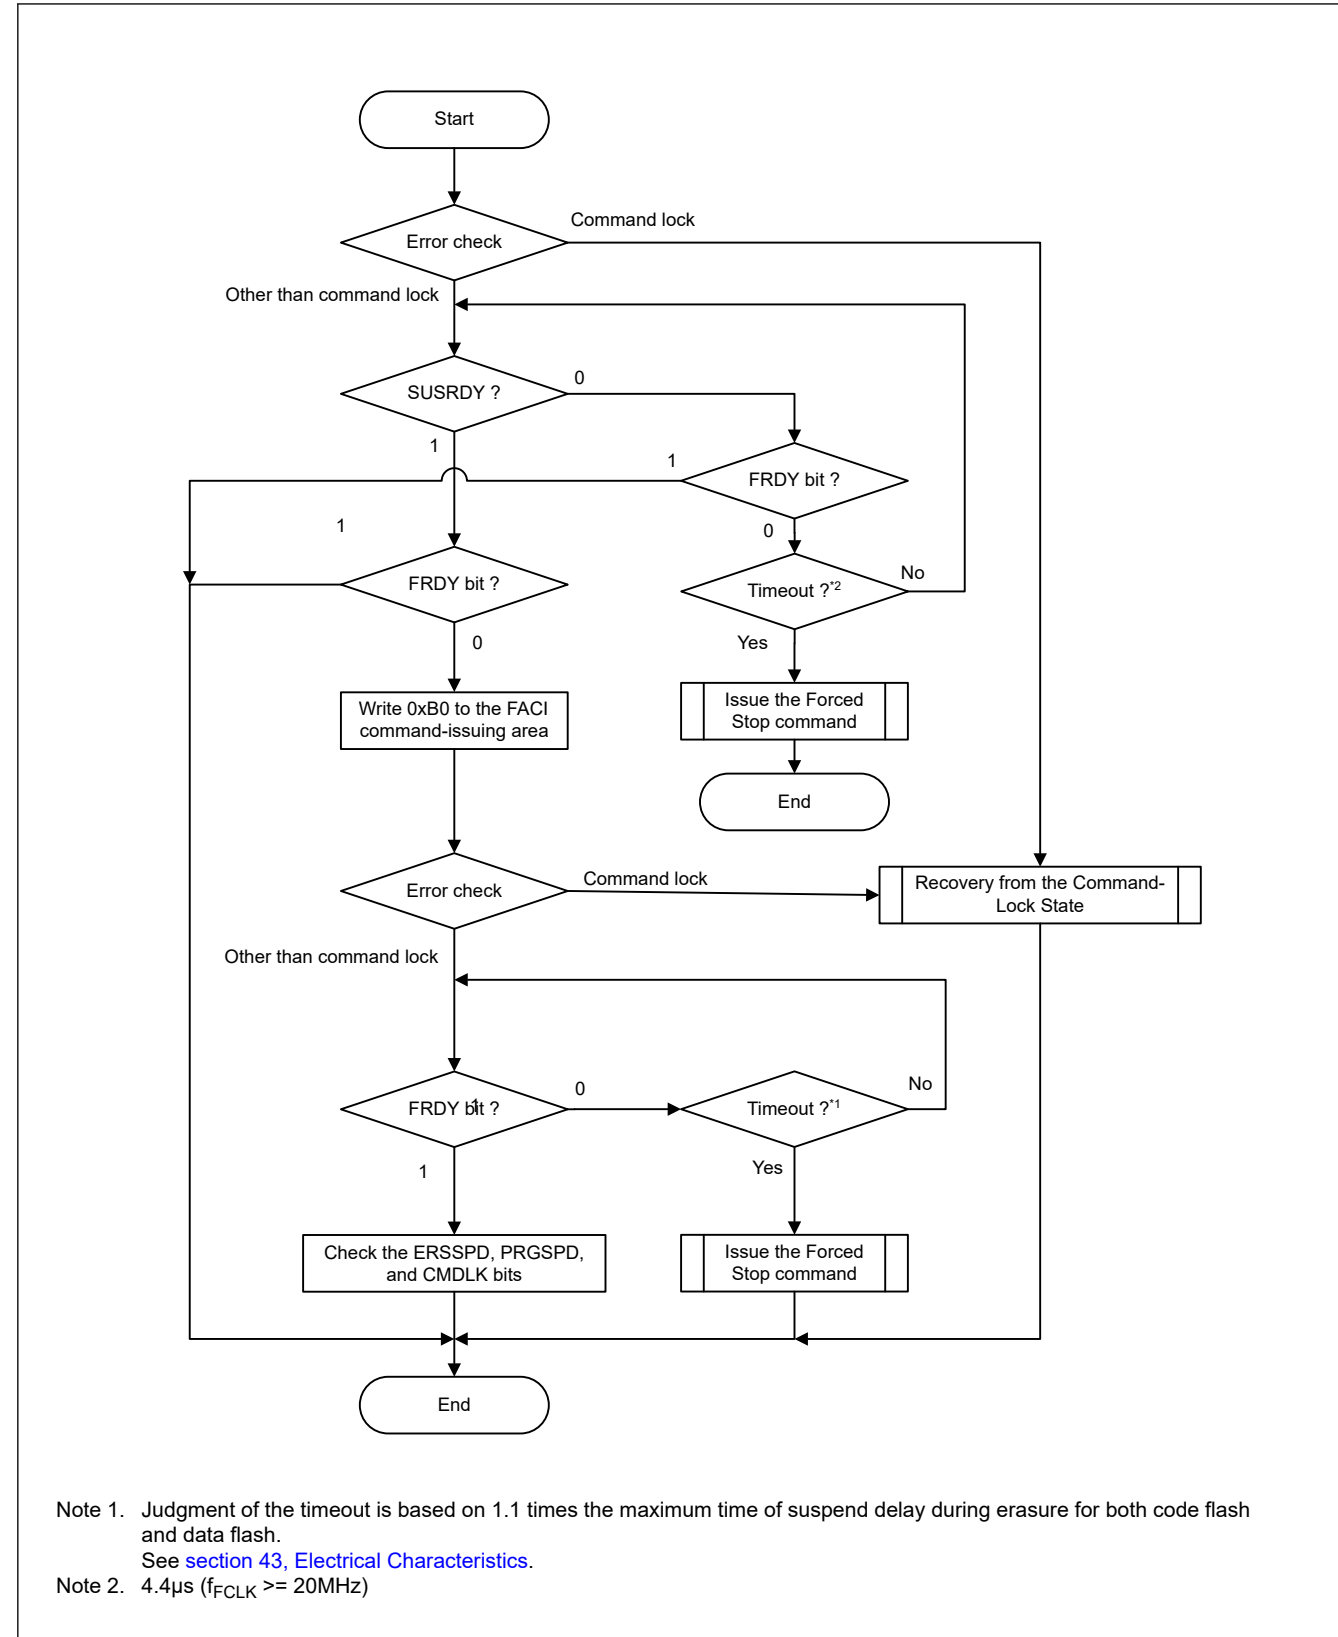 Start
Error check
Command lock
Other than command lock
SUSRDY ?
0
1
FRDY bit ?
1
0
1
FRDY bit ?
0
Timeout ?*2
No
Yes
Write 0xB0 to the FACI
command-issuing area
Issue the Forced
Stop command
End
Error check
Command lock
Recovery from the Command-
Lock State
Other than command lock
FRDY bit ?
1
0
Timeout ?*1
No
1
Yes
Check the ERSSPD, PRGSPD,
and CMDLK bits
Issue the Forced
Stop command
End
Note 1. Judgment of the timeout is based on 1.1 times the maximum time of suspend delay during erasure for both code flash
and data flash.
See section 43, Electrical Characteristics.
Note 2. 4.4µs (fFCLK >= 20MHz)